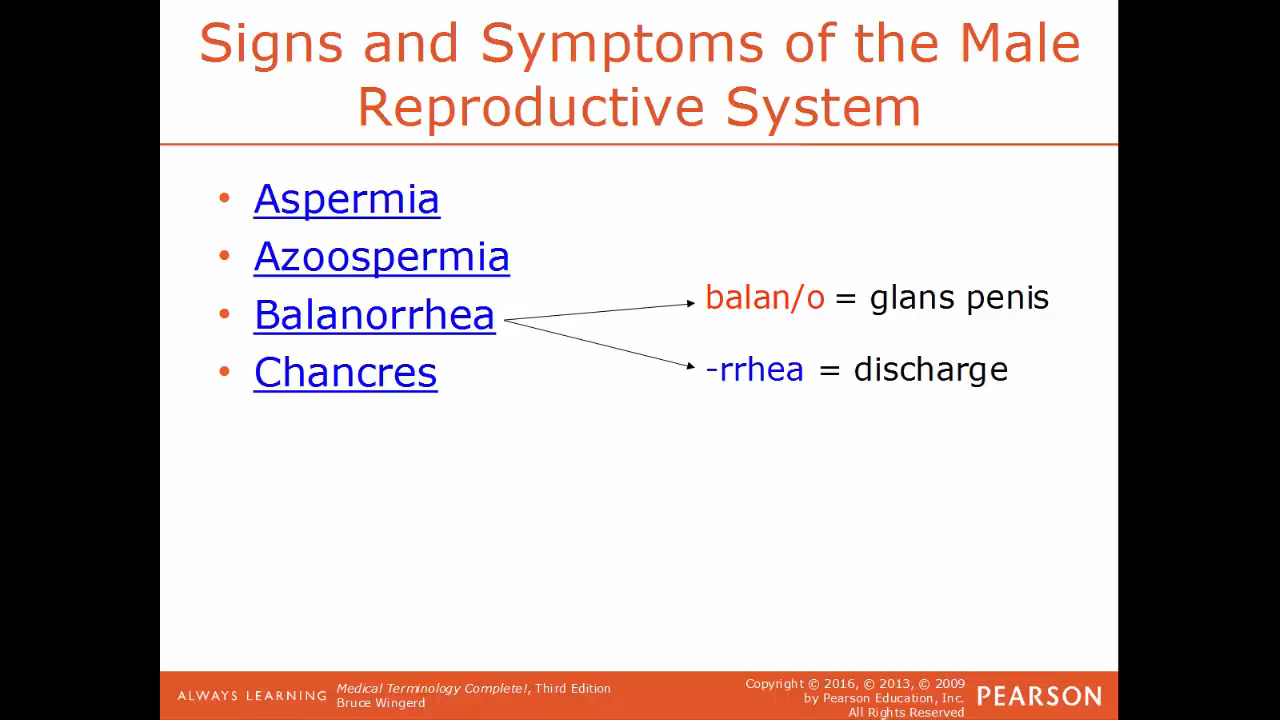 Signs and Symptoms of the Male
Reproductive System
• Aspermia
• Azoospermia
• Balanorrhea
• Chancres
balan/o = glans penis
-rrhea = discharge
ALWAYS LEARNING
Medical Terminology Complete!, Third Edition
Bruce Wingerd
Copyright © 2016, © 2013, © 2009
by Pearson Education, Inc.
All Rights Reserved
PEARSON